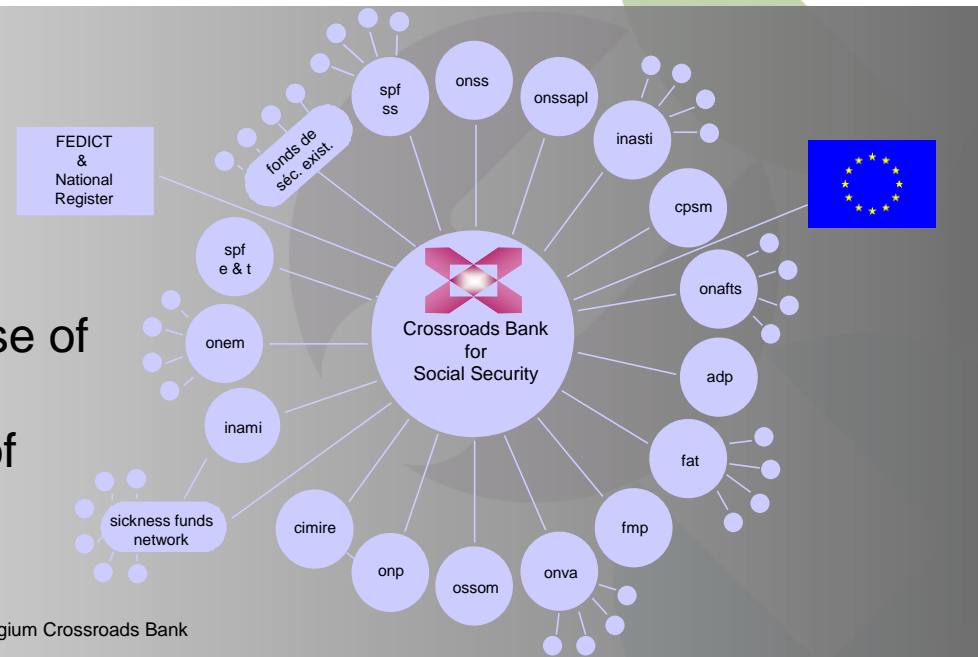 spf
ss
onss
onssapl
inasti
fonds de
séc. exist.
FEDICT
&
National
Register
cpsm
spf
e & t
onafts
Crossroads Bank
for
Social Security
se of
onem
adp
inami
of
fat
sickness funds
network
cimire
fmp
onp
ossom
onva
gium Crossroads Bank